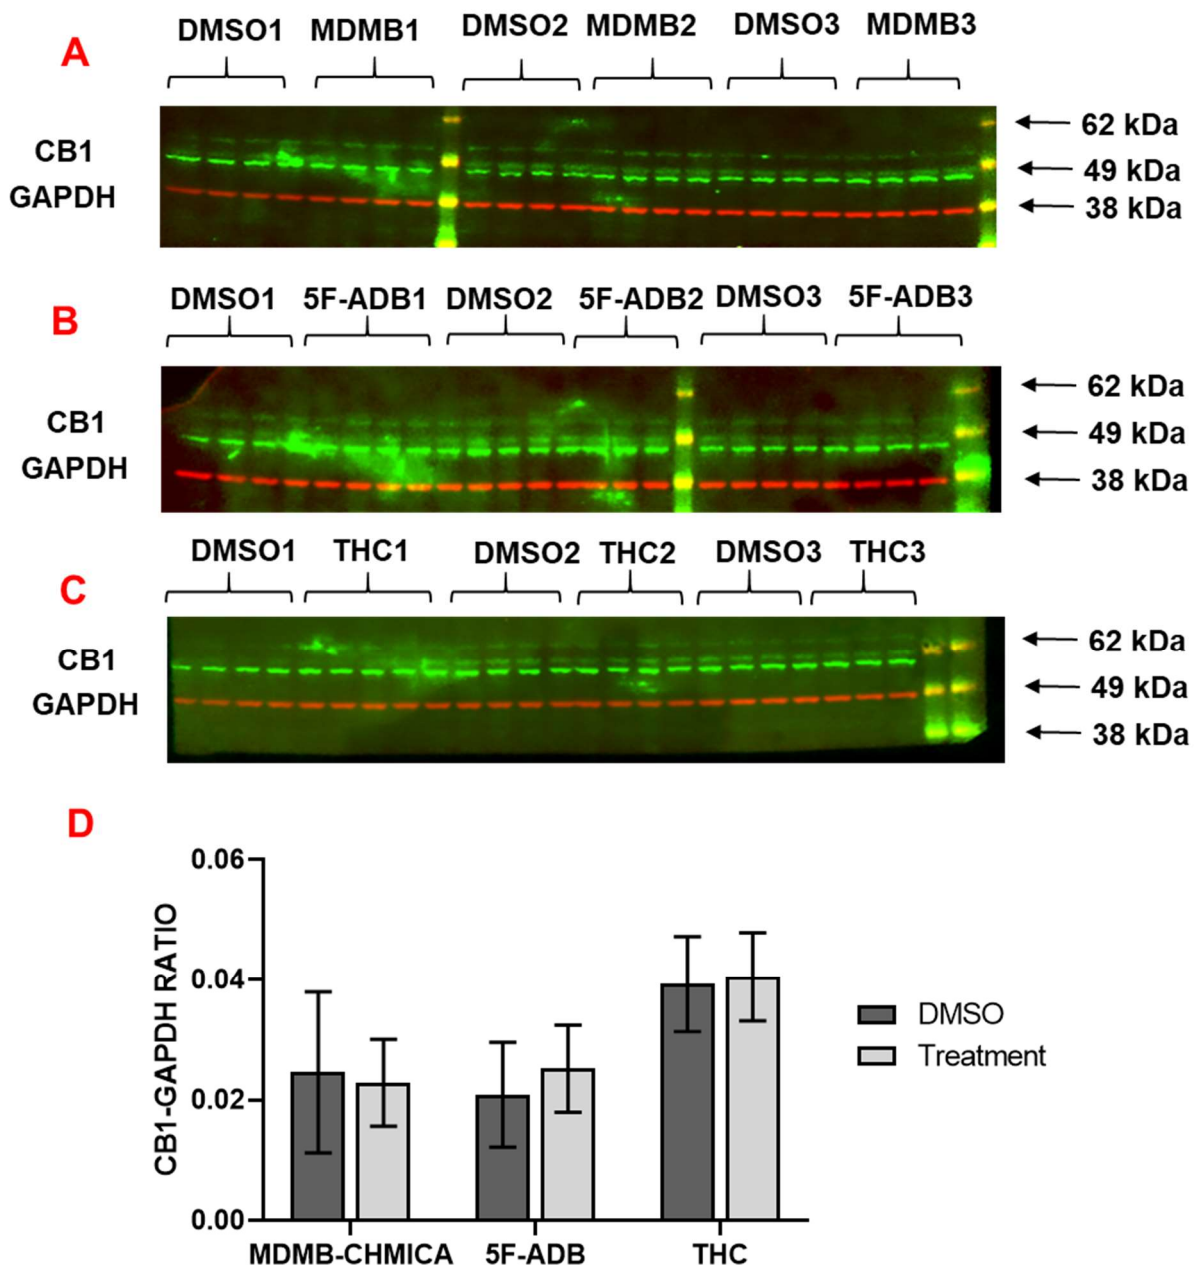 A
DMSO1 MDMB1 DMSO2 MDMB2 DMSO3 MDMB3
CB1
GAPDH
62 kDa
49 kDa
38 kDa
B
DMSO1 5F-ADB1 DMSO2 5F-ADB2 DMSO3 5F-ADB3
CB1
GAPDH
62 kDa
49 kDa
38 kDa
C
DMSO1 THC1 DMSO2 THC2 DMSO3 THC3
CB1
GAPDH
62 kDa
49 kDa
38 kDa
D
CB1-GAPDH RATIO
0.06
0.04
0.02
0.00
MDMB-CHMICA 5F-ADB THC
DMSO
Treatment